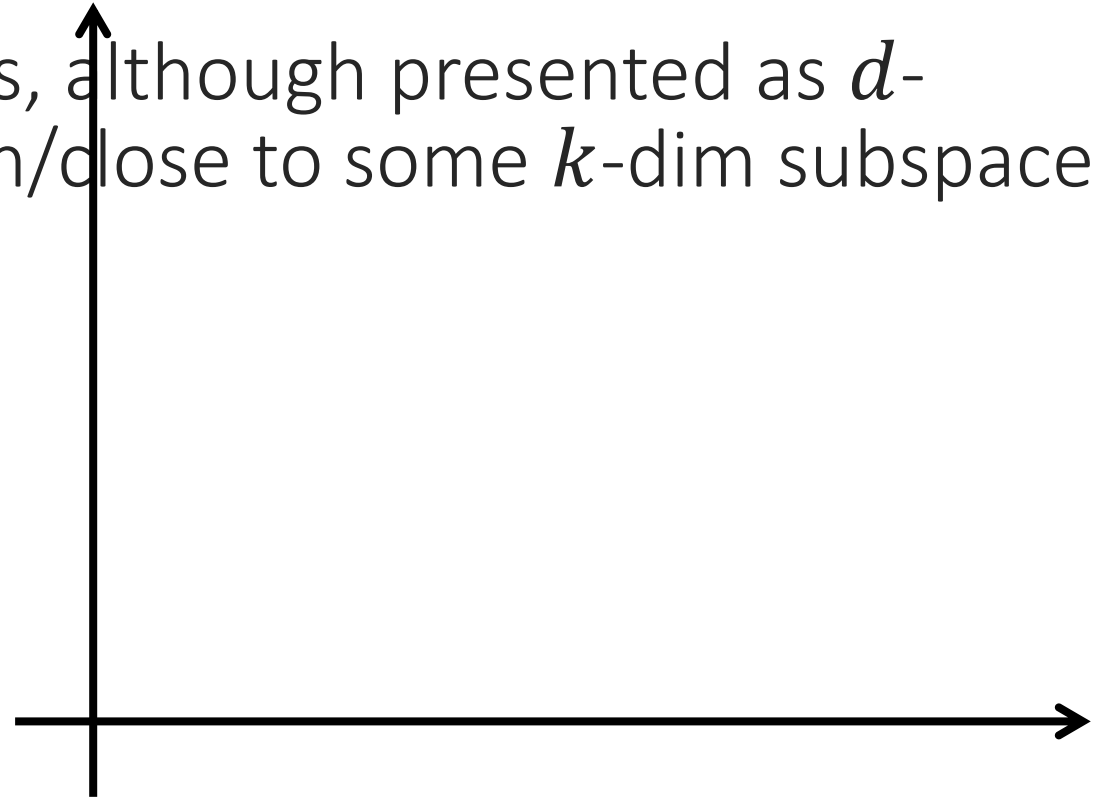 s, although presented as d-
n/close to some k-dim subspace